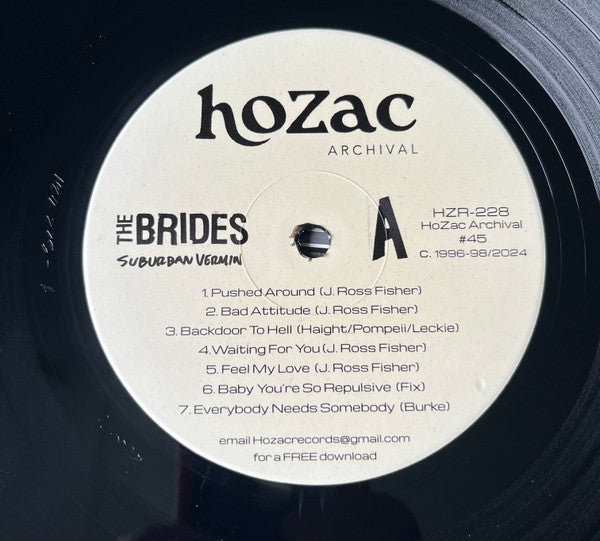 hozac
ARCHIVAL
THE BRIDES
SUBURBAN VERMIN
A
HZR-228
HoZac Archival
#45
C. 1996-98/2024
1. Pushed Around (J. Ross Fisher)
2. Bad Attitude (J. Ross Fisher)
3. Backdoor To Hell (Haight/Pompeii/Leckie)
4. Waiting For You (J. Ross Fisher)
5. Feel My Love (J. Ross Fisher)
6. Baby You're So Repulsive (Fix)
7. Everybody Needs Somebody (Burke)
email Hozacrecords@gmail.com
for a FREE download